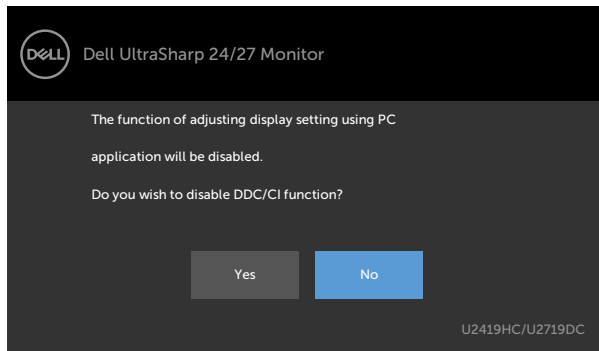 DELL
Dell UltraSharp 24/27 Monitor
The function of adjusting display setting using PC
application will be disabled.
Do you wish to disable DDC/CI function?
Yes
No
U2419HC/U2719DC